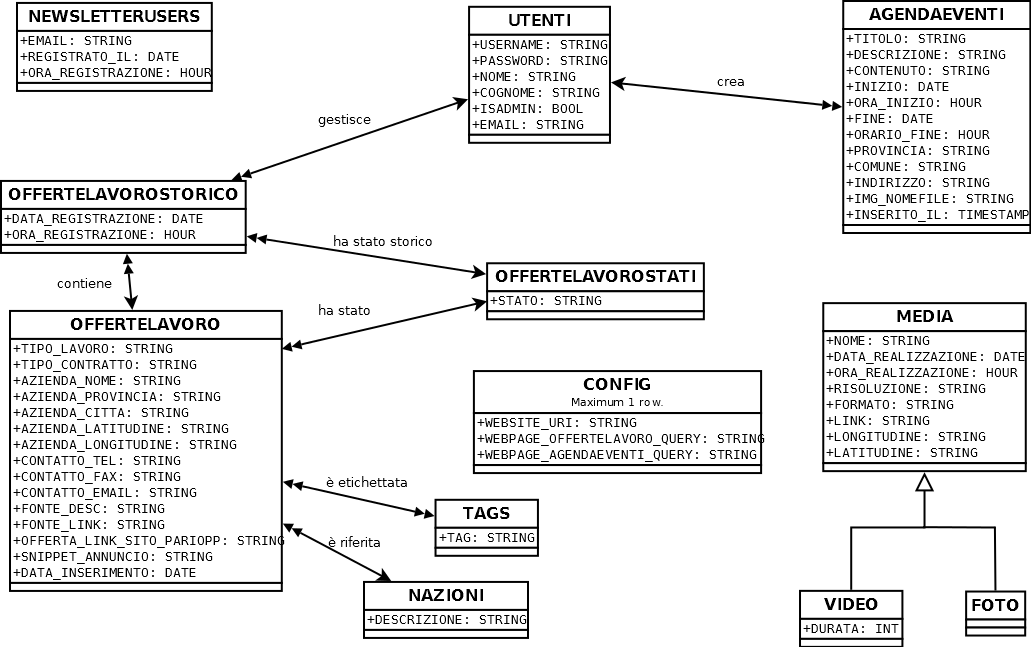 NEWSLETTERUSERS
+EMAIL: STRING
+REGISTRATO_IL: DATE
+ORA_REGISTRAZIONE: HOUR
UTENTI
+USERNAME: STRING
+PASSWORD: STRING
+NOME: STRING
+COGNOME: STRING
+ISADMIN: BOOL
+EMAIL: STRING
AGENDAEVENTI
+TITOLO: STRING
+DESCRIZIONE: STRING
+CONTENUTO: STRING
+INIZIO: DATE
+ORA_INIZIO: HOUR
+FINE: DATE
+ORARIO_FINE: HOUR
+PROVINCIA: STRING
+COMUNE: STRING
+INDIRIZZO: STRING
+IMG_NOMEFILE: STRING
+INSERITO_IL: TIMESTAMP
crea
gestisce
OFFERTELAVOROSTORICO
+DATA_REGISTRAZIONE: DATE
+ORA_REGISTRAZIONE: HOUR
ha stato storico
contiene
OFFERTELAVOROSTATI
+STATO: STRING
ha stato
OFFERTELAVORO
+TIPO_LAVORO: STRING
+TIPO_CONTRATTO: STRING
+AZIENDA_NOME: STRING
+AZIENDA_PROVINCIA: STRING
+AZIENDA_CITTA: STRING
+AZIENDA_LATITUDINE: STRING
+AZIENDA_LONGITUDINE: STRING
+CONTATTO_TEL: STRING
+CONTATTO_FAX: STRING
+CONTATTO_EMAIL: STRING
+FONTE_DESC: STRING
+FONTE_LINK: STRING
+OFFERTA_LINK_SITO_PARIOPP: STRING
+SNIPPET_ANNUNCIO: STRING
+DATA_INSERIMENTO: DATE
CONFIG
Maximum 1 row.
+WEBSITE_URI: STRING
+WEBPAGE_OFFERTELAVORO_QUERY: STRING
+WEBPAGE_AGENDAEVENTI_QUERY: STRING
MEDIA
+NOME: STRING
+DATA_REALIZZAZIONE: DATE
+ORA_REALIZZAZIONE: HOUR
+RISOLUZIONE: STRING
+FORMATO: STRING
+LINK: STRING
+LONGITUDINE: STRING
+LATITUDINE: STRING
è etichettata
TAGS
+TAG: STRING
è riferita
NAZIONI
+DESCRIZIONE: STRING
VIDEO
+DURATA: INT
FOTO